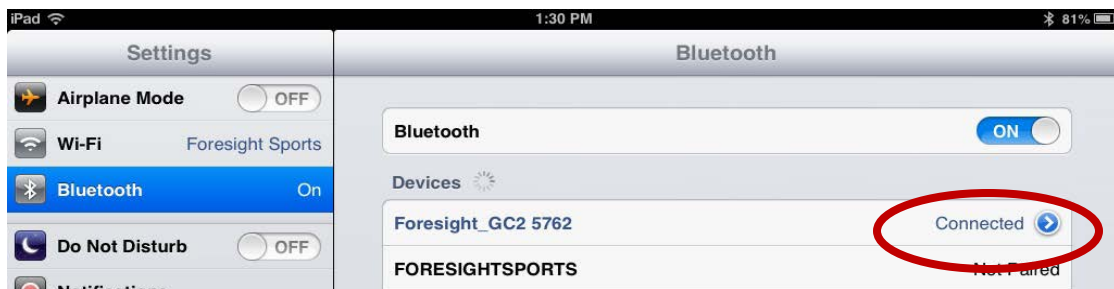 iPad 1:30 PM 81%
Settings Bluetooth
Airplane Mode OFF
Wi-Fi Foresight Sports
Bluetooth On
Do Not Disturb OFF
Notifications
Bluetooth ON
Devices
Foresight_GC2 5762 Connected
FORESIGHTSPORTS Not Paired